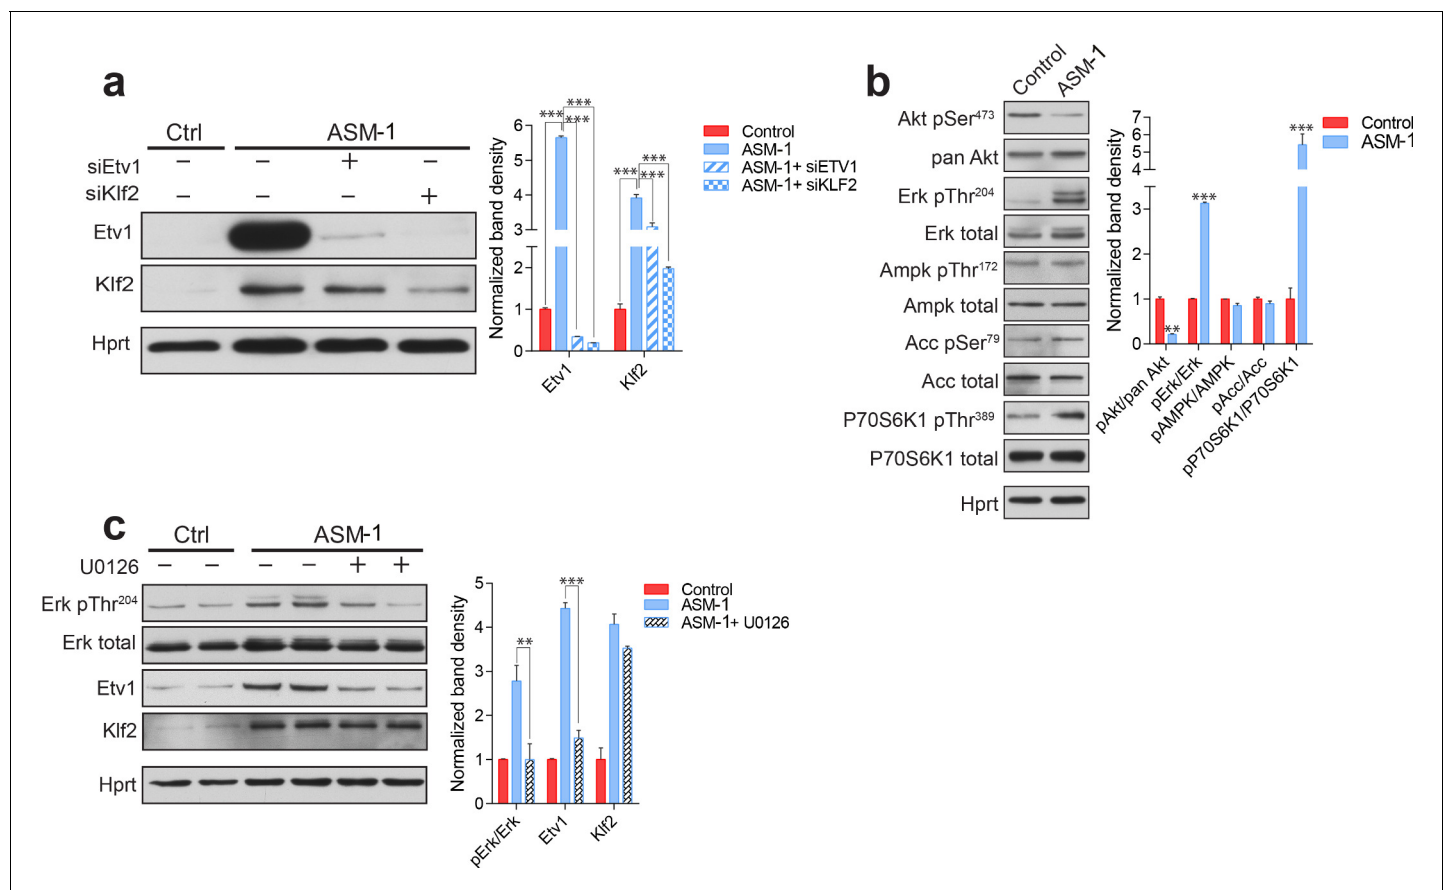 a
Ctrl ASM-1
siEtv1 – – + –
siKlf2 – – – +
Etv1
Klf2
Hprt
Normalized band density
6
5
4
3
2
1
0
*** *** ***
*** *** ***
Etv1 Klf2
Control
ASM-1
ASM-1+ siETV1
ASM-1+ siKLF2
b
Control ASM-1
Akt pSer473
pan Akt
Erk pThr204
Erk total
Ampk pThr172
Ampk total
Acc pSer79
Acc total
P70S6K1 pThr389
P70S6K1 total
Hprt
Normalized band density
7
6
5
4
3
1
0
** *** ***
pAkt/pan Akt
pErk/Erk
pAMPK/AMPK
pAcc/Acc
pP70S6K1/P70S6K1
Control
ASM-1
c
Ctrl ASM-1
U0126 – – – – + +
Erk pThr204
Erk total
Etv1
Klf2
Hprt
Normalized band density
5
4
3
2
1
0
** ***
pErk/Erk Etv1 Klf2
Control
ASM-1
ASM-1+ U0126